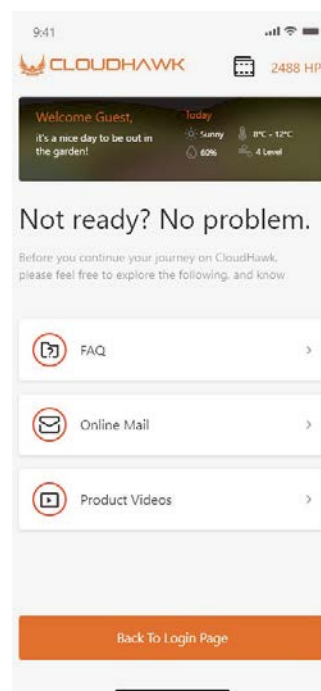 9:41
CLOUDHAWK
2488 HP
Welcome Guest,
it's a nice day to be out in
the garden!
Today
Sunny
8°C - 12°C
60%
4 Level
Not ready? No problem.
Before you continue your journey on CloudHawk,
please feel free to explore the following, and know
FAQ
Online Mail
Product Videos
Back To Login Page